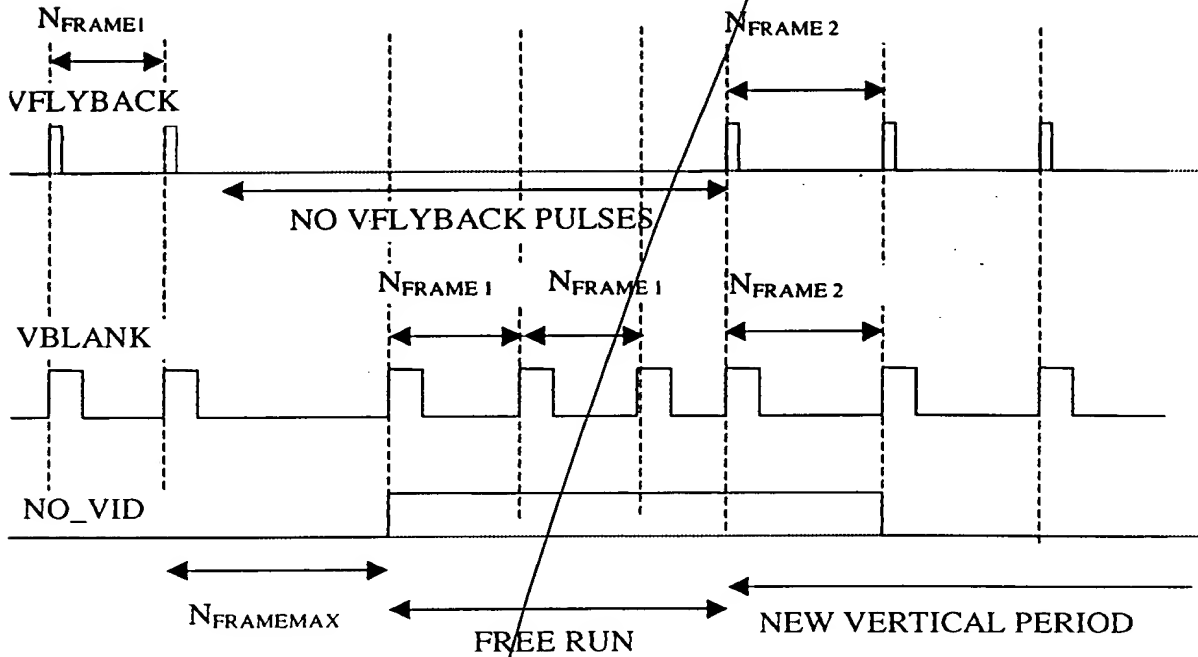 NFRAME1
NFRAME 2
VFLYBACK
NO VFLYBACK PULSES
NFRAME 1
NFRAME 1
NFRAME 2
VBLANK
NO_VID
NFRAMEMAX
FREE RUN
NEW VERTICAL PERIOD